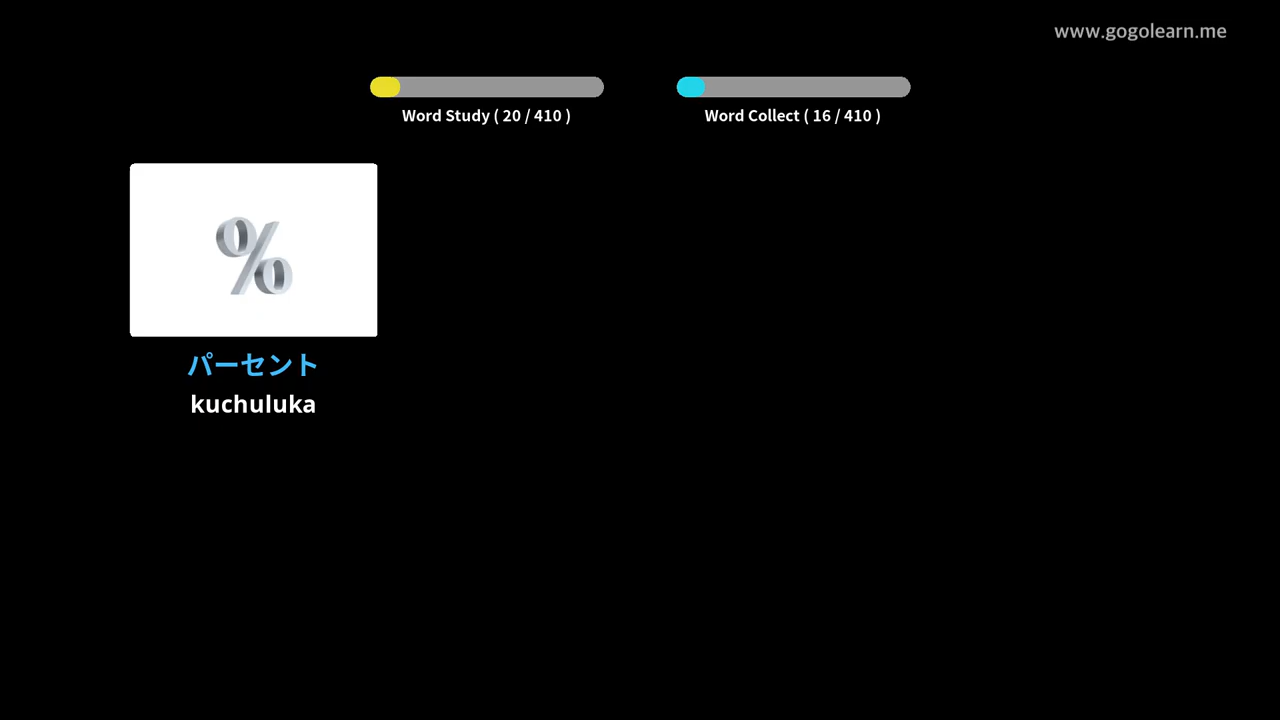 www.gogolearn.me
Word Study ( 20 / 410 )
Word Collect ( 16 / 410 )
%
パーセント
kuchuluka